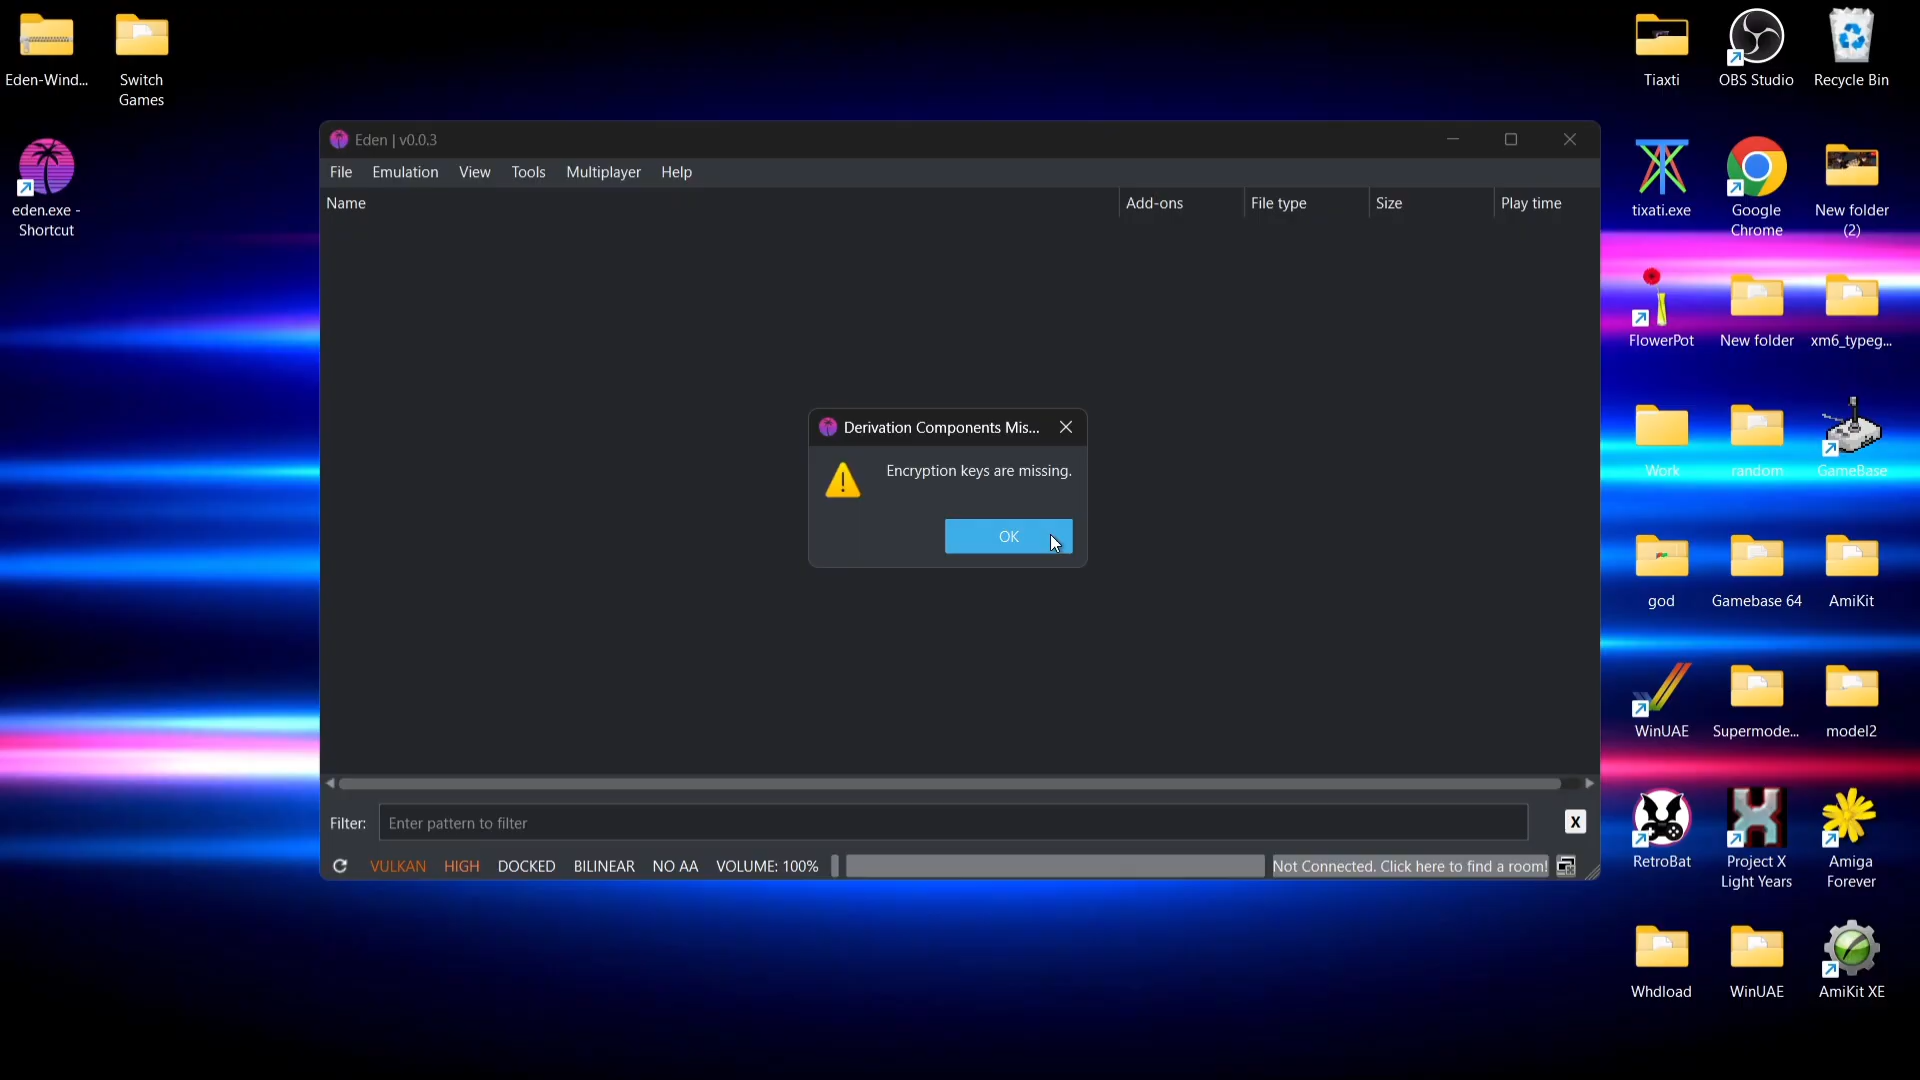 Eden-Wind...
Switch
Games
eden.exe -
Shortcut
Eden | v0.0.3
File Emulation View Tools Multiplayer Help
Name Add-ons File type Size Play time
Derivation Components Mis...
Encryption keys are missing.
OK
Filter: Enter pattern to filter X
VULKAN HIGH DOCKED BILINEAR NO AA VOLUME: 100% Not Connected. Click here to find a room!
Tiaxti
OBS Studio
Recycle Bin
tixati.exe
Google
Chrome
New folder
(2)
FlowerPot
New folder
xm6_typeg...
Work
random
GameBase
god
Gamebase 64
AmiKit
WinUAE
Supermode...
model2
RetroBat
Project X
Light Years
Amiga
Forever
Whdload
WinUAE
AmiKit XE